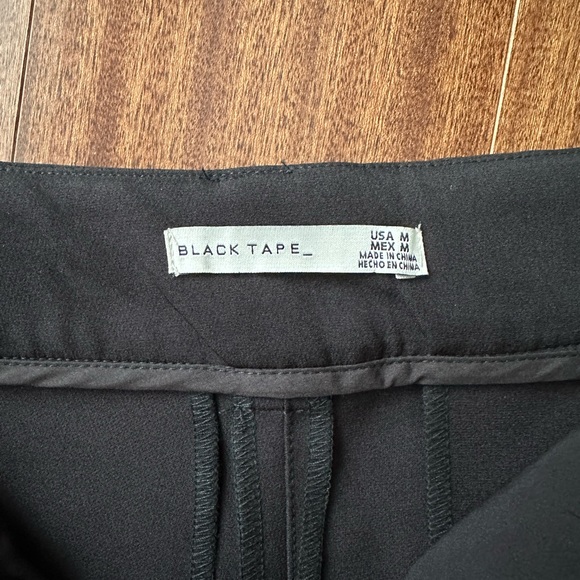 BLACK TAPE_
USA M
MEX M
MADE IN CHINA
HECHO EN CHINA